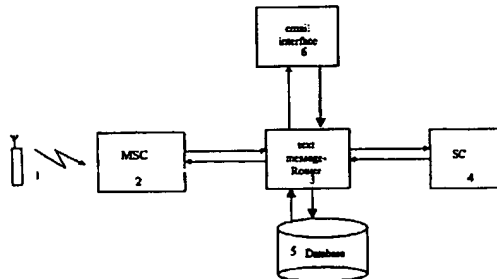 email
interface
6
1
MSC
2
text
message-
Router
3
SC
4
5 Database